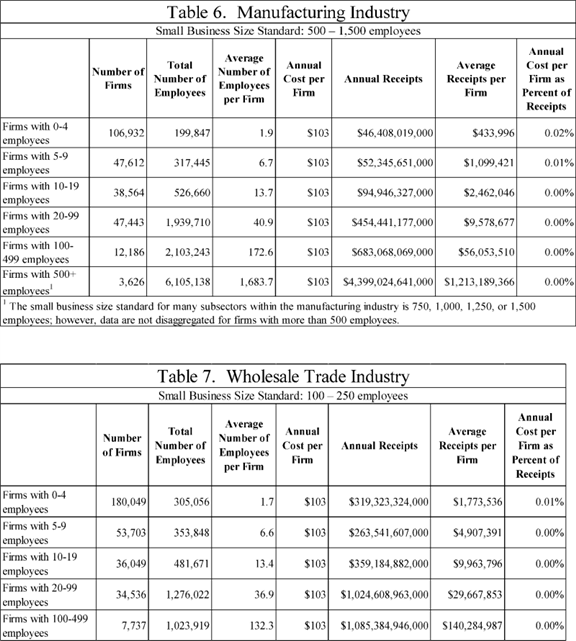 Table 6. Manufacturing Industry
Small Business Size Standard: 500 – 1,500 employees
Number of Firms Total Number of Employees Average Number of Employees per Firm Annual Cost per Firm Annual Receipts Average Receipts per Firm Annual Cost per Firm as Percent of Receipts
Firms with 0-4 employees 106,932 199,847 1.9 $103 $46,408,019,000 $433,996 0.02%
Firms with 5-9 employees 47,612 317,445 6.7 $103 $52,345,651,000 $1,099,421 0.01%
Firms with 10-19 employees 38,564 526,660 13.7 $103 $94,946,327,000 $2,462,046 0.00%
Firms with 20-99 employees 47,443 1,939,710 40.9 $103 $454,441,177,000 $9,578,677 0.00%
Firms with 100-499 employees 12,186 2,103,243 172.6 $103 $683,068,069,000 $56,053,510 0.00%
Firms with 500+ employees¹ 3,626 6,105,138 1,683.7 $103 $4,399,024,641,000 $1,213,189,366 0.00%
¹ The small business size standard for many subsectors within the manufacturing industry is 750, 1,000, 1,250, or 1,500
employees; however, data are not disaggregated for firms with more than 500 employees.
Table 7. Wholesale Trade Industry
Small Business Size Standard: 100 – 250 employees
Number of Firms Total Number of Employees Average Number of Employees per Firm Annual Cost per Firm Annual Receipts Average Receipts per Firm Annual Cost per Firm as Percent of Receipts
Firms with 0-4 employees 180,049 305,056 1.7 $103 $319,323,324,000 $1,773,536 0.01%
Firms with 5-9 employees 53,703 353,848 6.6 $103 $263,541,607,000 $4,907,391 0.00%
Firms with 10-19 employees 36,049 481,671 13.4 $103 $359,184,882,000 $9,963,796 0.00%
Firms with 20-99 employees 34,536 1,276,022 36.9 $103 $1,024,608,963,000 $29,667,853 0.00%
Firms with 100-499 employees 7,737 1,023,919 132.3 $103 $1,085,384,946,000 $140,284,987 0.00%